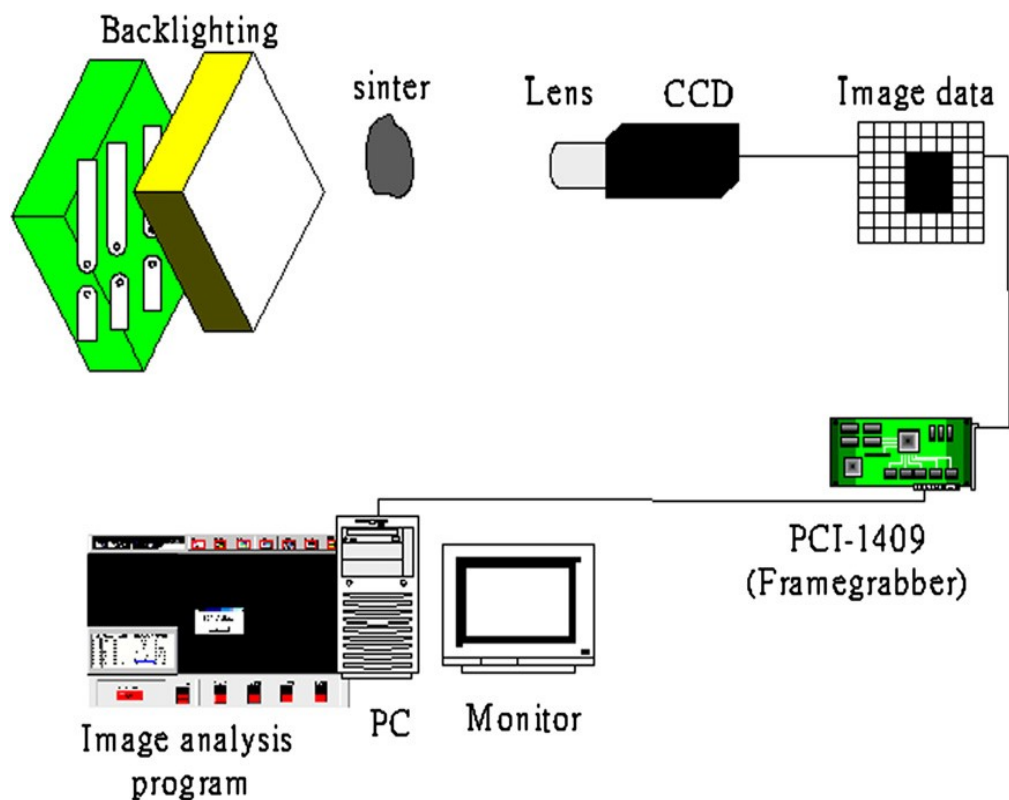 Backlighting
sinter
Lens
CCD
Image data
PCI-1409
(Framegrabber)
PC
Monitor
Image analysis
program